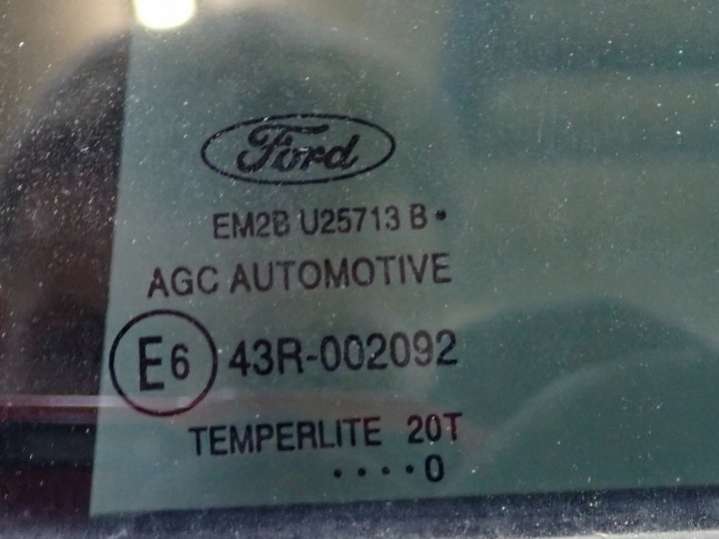 Ford
EM2B U25713 B •
AGC AUTOMOTIVE
E6 43R-002092
TEMPERLITE 20T
• • • • 0